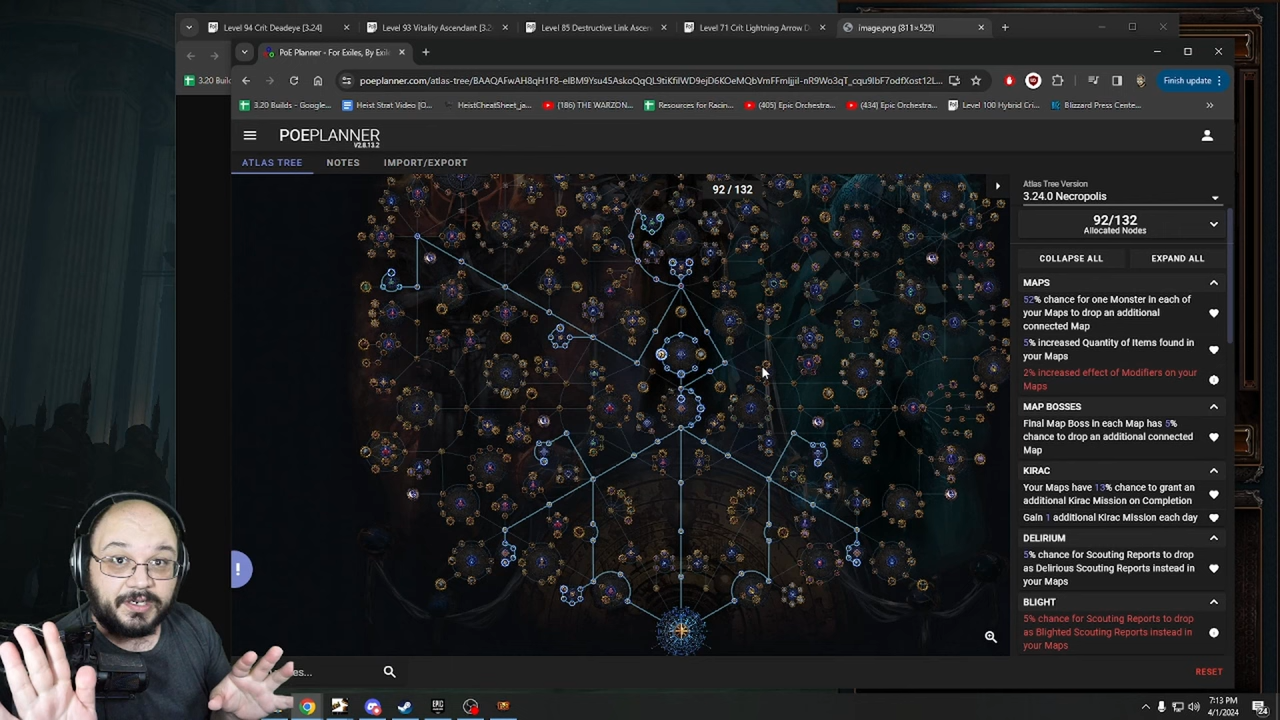 Level 94 Crit Deadeye [3.24]
Level 93 Vitality Ascendant [3.2
Level 85 Destructive Link Ascen
Level 71 Crit Lightning Arrow D
image.png (811×525)
PoE Planner - For Exiles, By Exil
3.20 Buil
Finish update
3.20 Builds - Google...
Heist Stat Video [O...
HeistCheatSheet_ja...
(186) THE WARZON...
Resources for Racin...
(405) Epic Orchestra...
(434) Epic Orchestra...
Level 100 Hybrid Cri...
Blizzard Press Cente...
POEPLANNER
V2.8.13.2
ATLAS TREE
NOTES
IMPORT/EXPORT
92 / 132
Atlas Tree Version
3.24.0 Necropolis
92/132
Allocated Nodes
COLLAPSE ALL
EXPAND ALL
MAPS
52% chance for one Monster in each of
your Maps to drop an additional
connected Map
5% increased Quantity of Items found in
your Maps
2% increased effect of Modifiers on your
Maps
MAP BOSSES
Final Map Boss in each Map has 5%
chance to drop an additional connected
Map
KIRAC
Your Maps have 13% chance to grant an
additional Kirac Mission on Completion
Gain 1 additional Kirac Mission each day
DELIRIUM
5% chance for Scouting Reports to drop
as Delirious Scouting Reports instead in
your Maps
BLIGHT
5% chance for Scouting Reports to drop
as Blighted Scouting Reports instead in
your Maps
!
es...
RESET
7:13 PM
4/1/2024
24